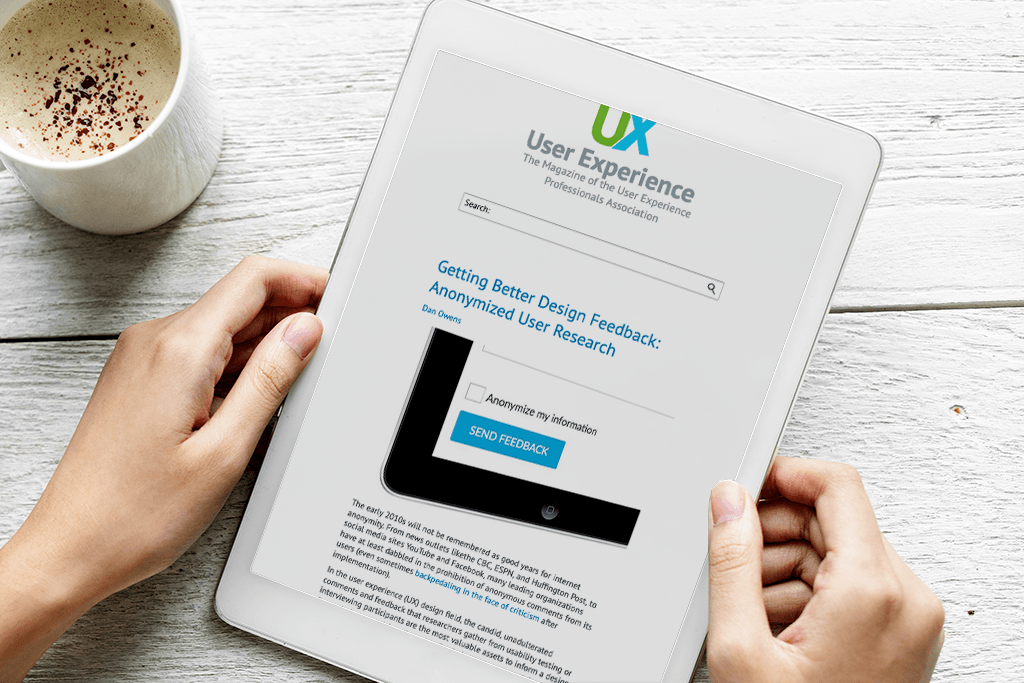 UX
User Experience
The Magazine of the User Experience
Professionals Association
Search:
Getting Better Design Feedback:
Anonymized User Research
Dan Owens
Anonymize my information
SEND FEEDBACK
The early 2010s will not be remembered as good years for internet
anonymity. From news outlets likethe CBC, ESPN, and Huffington Post, to
social media sites YouTube and Facebook, many leading organizations
have at least dabbled in the prohibition of anonymous comments from its
users (even sometimes backpedaling in the face of criticism after
implementation).
In the user experience (UX) design field, the candid, unadulterated
comments and feedback that researchers gather from usability testing or
interviewing participants are the most valuable assets to inform a design